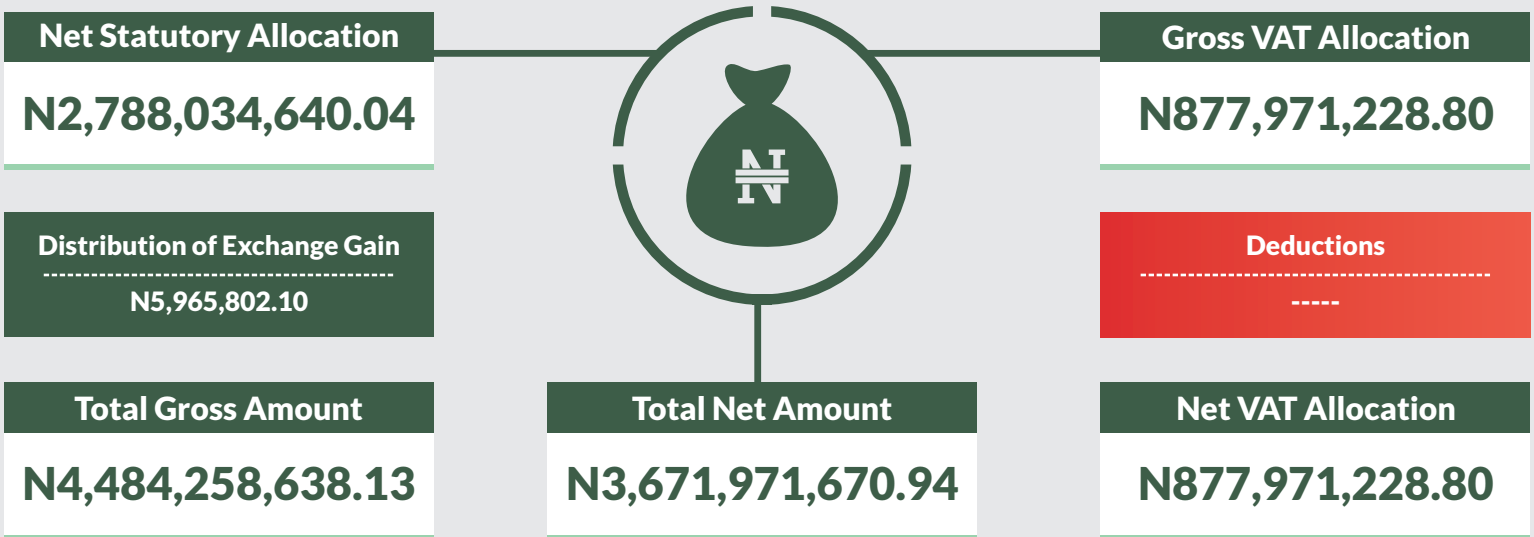 Net Statutory Allocation
N2,788,034,640.04
Gross VAT Allocation
N877,971,228.80
₦
Distribution of Exchange Gain
--------------------------------------------
N5,965,802.10
Deductions
--------------------------------------------
-----
Total Gross Amount
N4,484,258,638.13
Total Net Amount
N3,671,971,670.94
Net VAT Allocation
N877,971,228.80